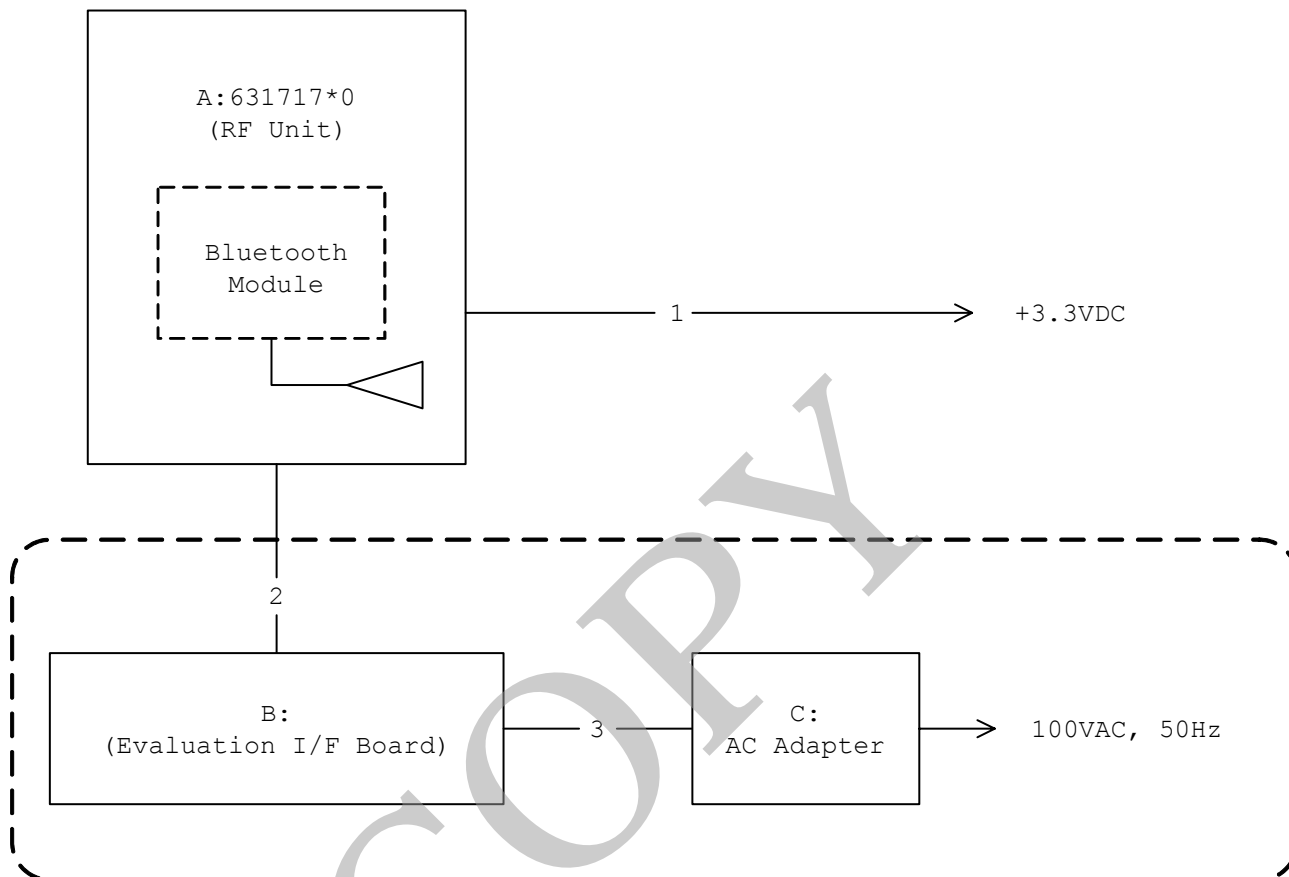 A:631717*0
(RF Unit)
Bluetooth
Module
1
+3.3VDC
2
B:
(Evaluation I/F Board)
3
C:
AC Adapter
100VAC, 50Hz
COPY